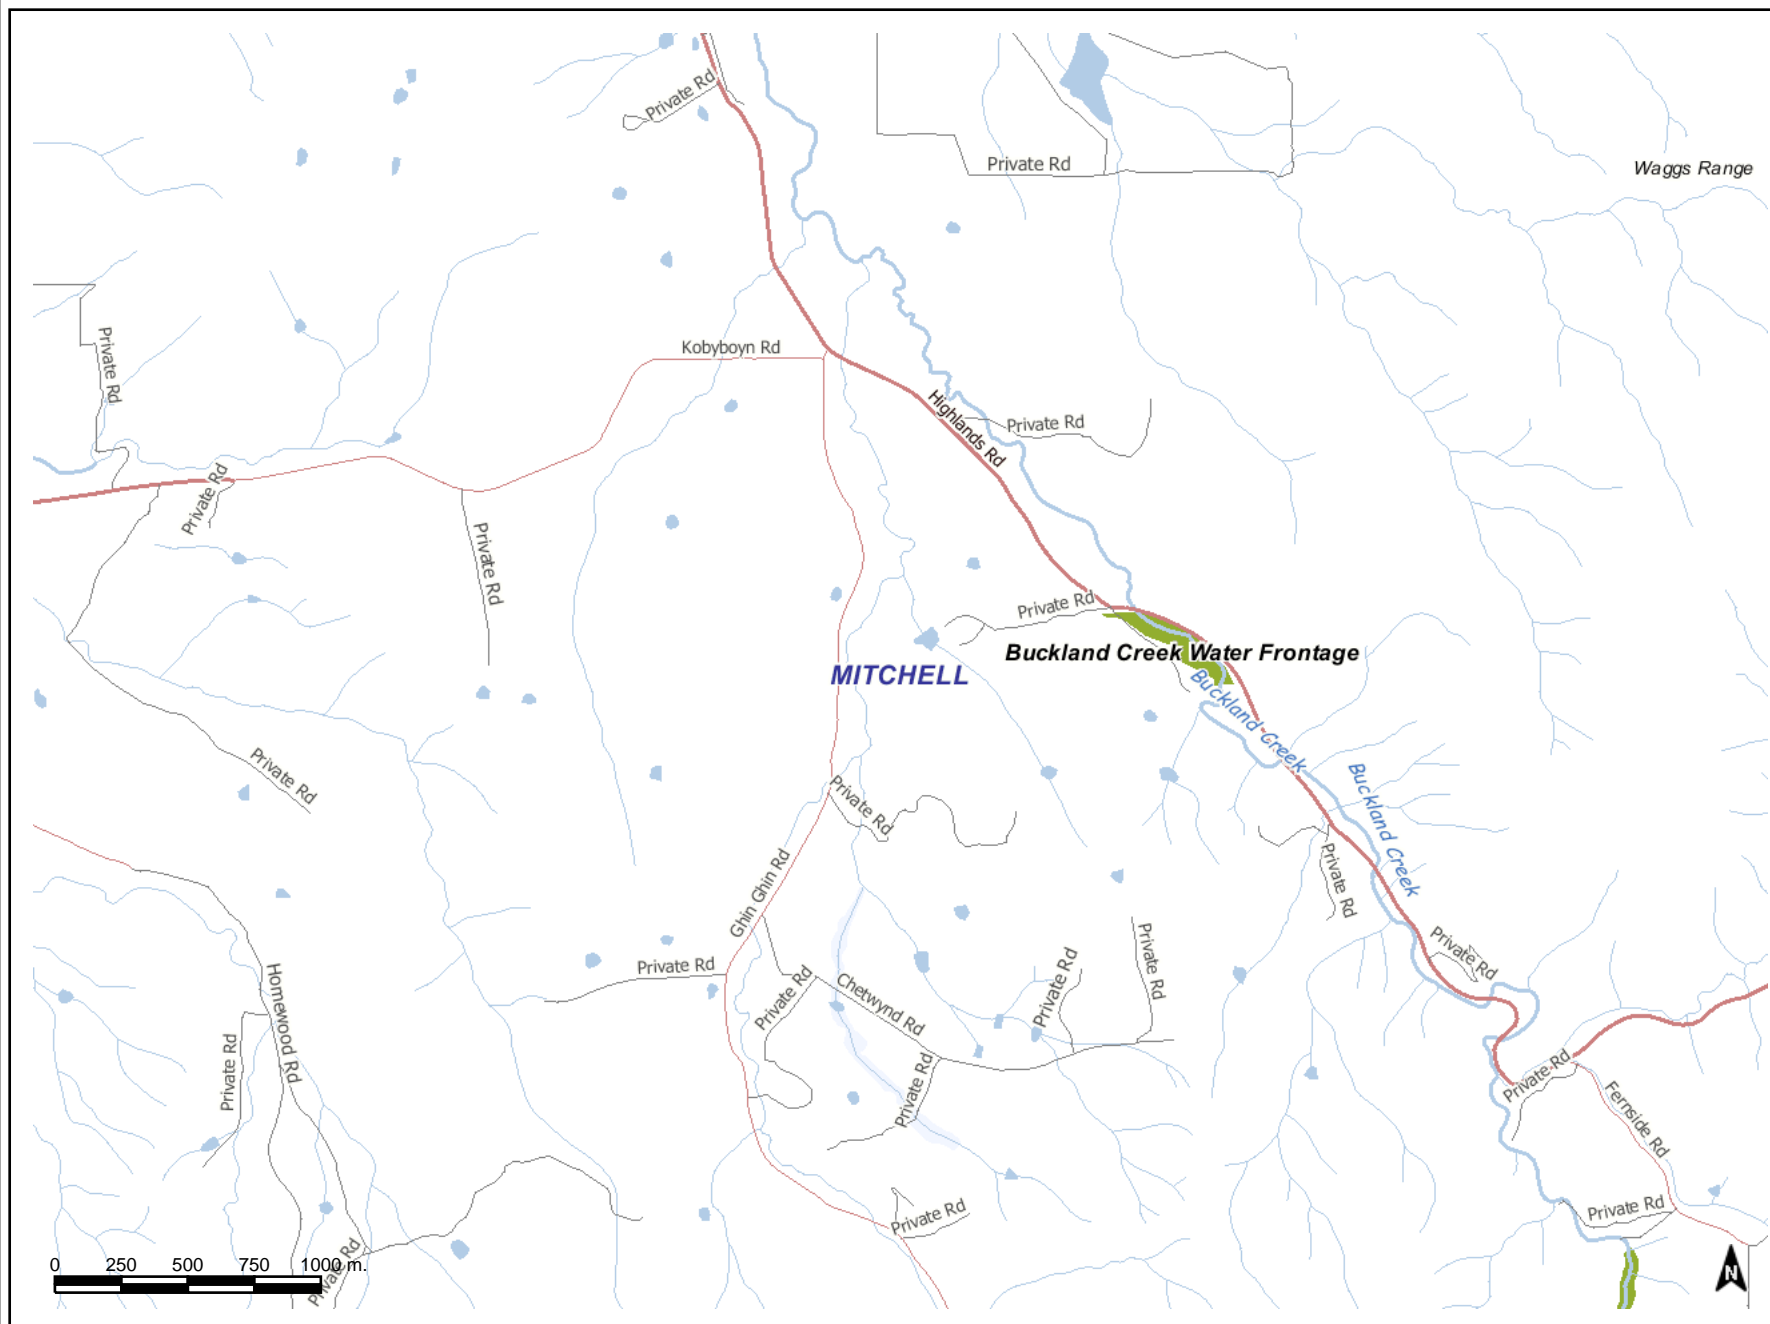 Private Rd
Private Rd
Waggs Range
Private Rd
Kobyboyn Rd
Highlands Rd
Private Rd
Private Rd
Private Rd
Private Rd
Buckland Creek Water Frontage
MITCHELL
Buckland Creek
Private Rd
Buckland Creek
Private Rd
Ghin Ghin Rd
Private Rd
Private Rd
Private Rd
Private Rd
Private Rd
Private Rd
Chetwynd Rd
Homewood Rd
Private Rd
Private Rd
Private Rd
Fernside Rd
Private Rd
Private Rd
Private Rd
0 250 500 750 1000 m.
N